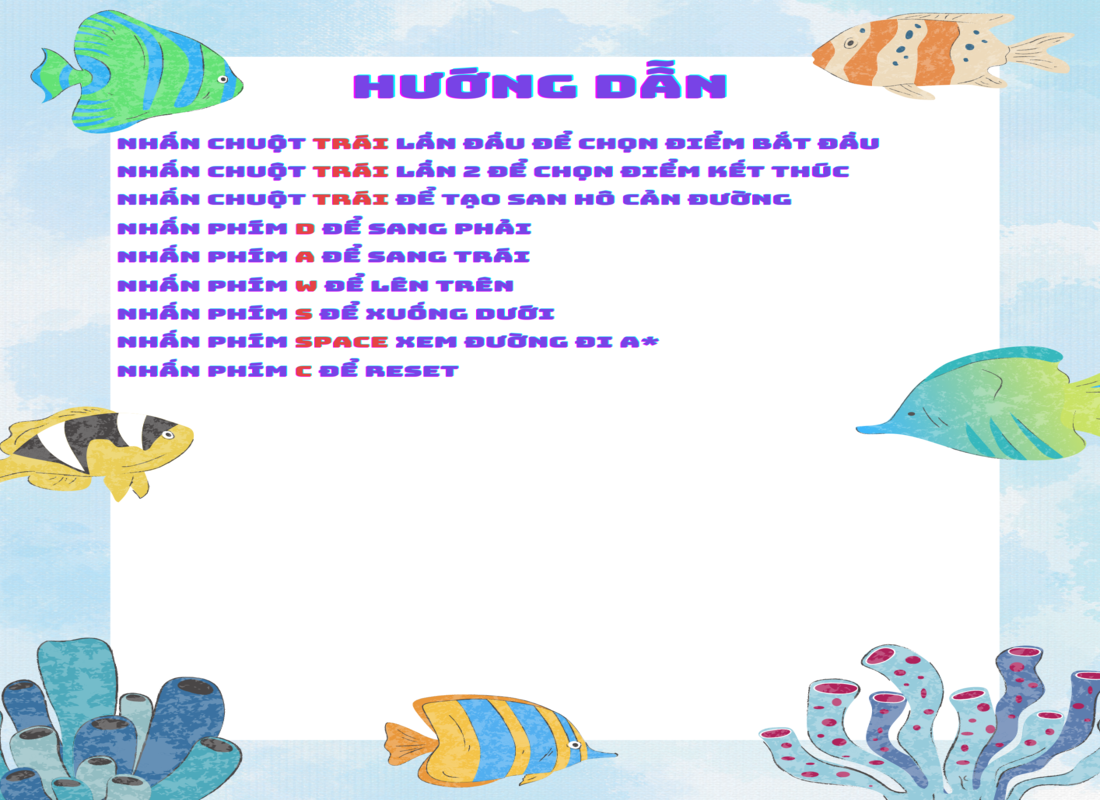 HƯỚNG DẪN
NHẤN CHUỘT TRÁI LẦN ĐẦU ĐỂ CHỌN ĐIỂM BẮT ĐẦU
NHẤN CHUỘT TRÁI LẦN 2 ĐỂ CHỌN ĐIỂM KẾT THÚC
NHẤN CHUỘT TRÁI ĐỂ TẠO SAN HÔ CẢN ĐƯỜNG
NHẤN PHÍM D ĐỂ SANG PHẢI
NHẤN PHÍM A ĐỂ SANG TRÁI
NHẤN PHÍM W ĐỂ LÊN TRÊN
NHẤN PHÍM S ĐỂ XUỐNG DƯỚI
NHẤN PHÍM SPACE XEM ĐƯỜNG ĐI A*
NHẤN PHÍM C ĐỂ RESET